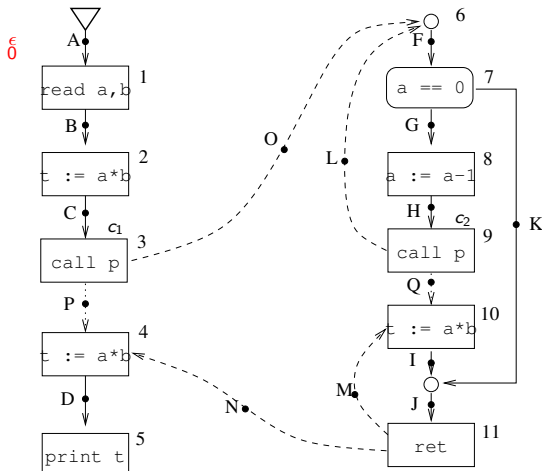 ϵ
0
A
read a,b
1
B
t := a*b
2
C
c1
call p
3
P
t := a*b
4
D
print t
5
O
L
N
M
6
F
a == 0
7
G
K
a := a-1
8
H
c2
call p
9
Q
t := a*b
10
I
J
ret
11